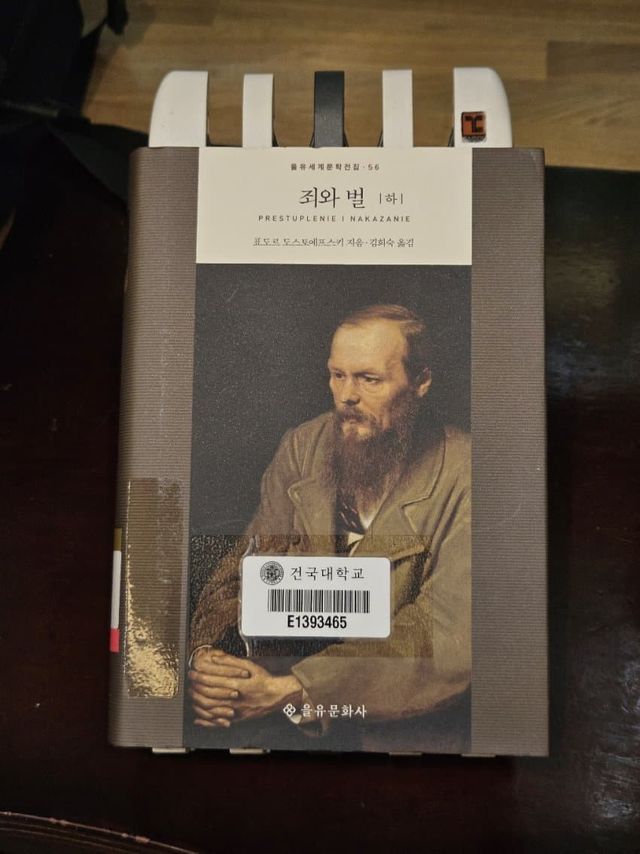 을유세계문학전집·56
죄와 벌 |하|
PRESTUPLENIE I NAKAZANIE
표도르 도스토예프스키 지음·김희숙 옮김
건국대학교
E1393465
을유문화사